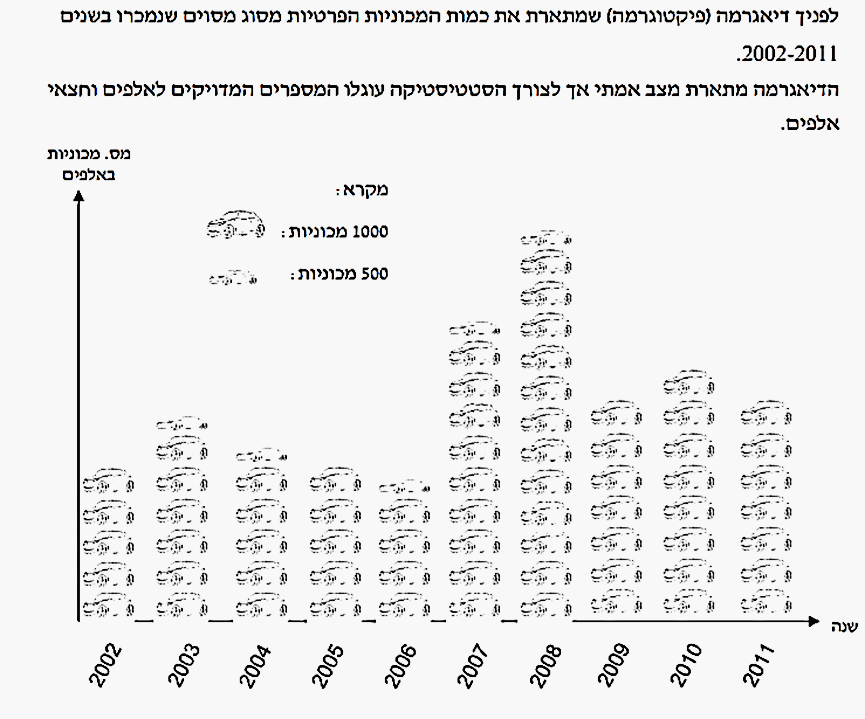 לפניך דיאגרמה (פיקטוגרמה) שמתארת את כמות המכוניות הפרטיות מסוג מסוים שנמכרו בשנים
2002-2011.
הדיאגרמה מתארת מצב אמתי אך לצורך הסטטיסטיקה עוגלו המספרים המדויקים לאלפים וחצאי
אלפים.
מס. מכוניות
באלפים
מקרא:
1000 מכוניות:
500 מכוניות:
שנה
2002
2003
2004
2005
2006
2007
2008
2009
2010
2011